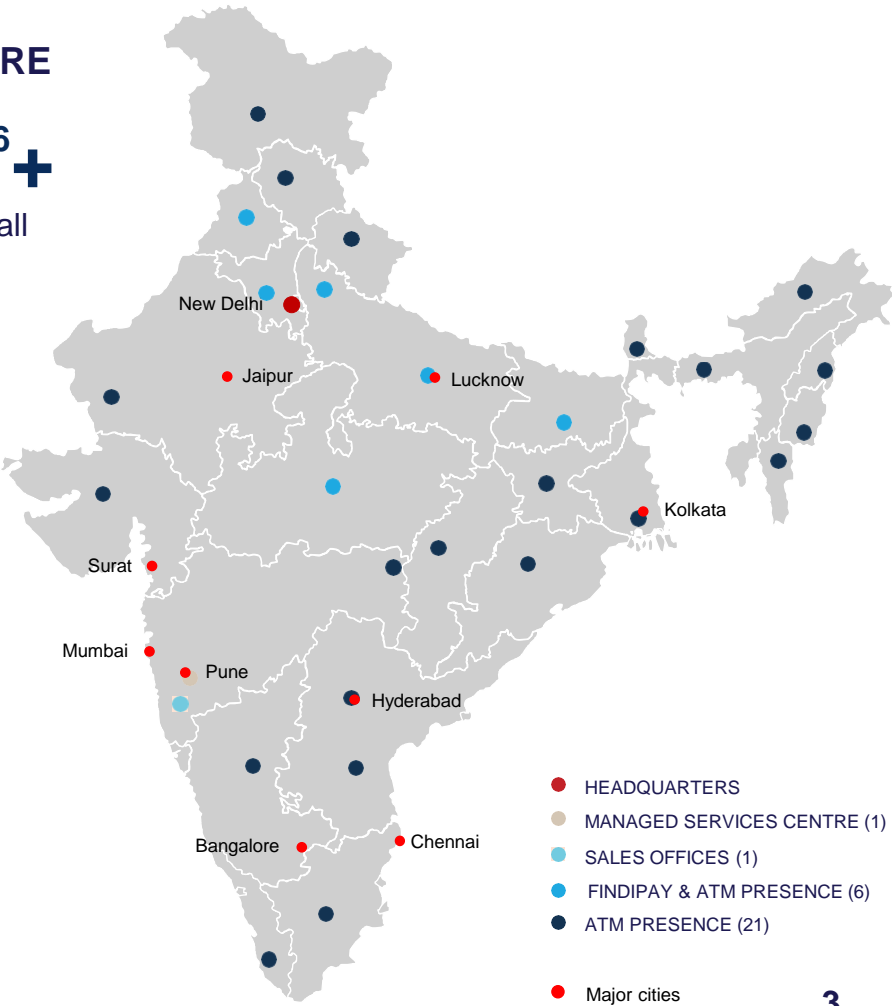 RE
6
+
all
New Delhi
Jaipur
Lucknow
Kolkata
Surat
Mumbai
Pune
Hyderabad
Bangalore
Chennai
HEADQUARTERS
MANAGED SERVICES CENTRE (1)
SALES OFFICES (1)
FINDIPAY & ATM PRESENCE (6)
ATM PRESENCE (21)
Major cities
3